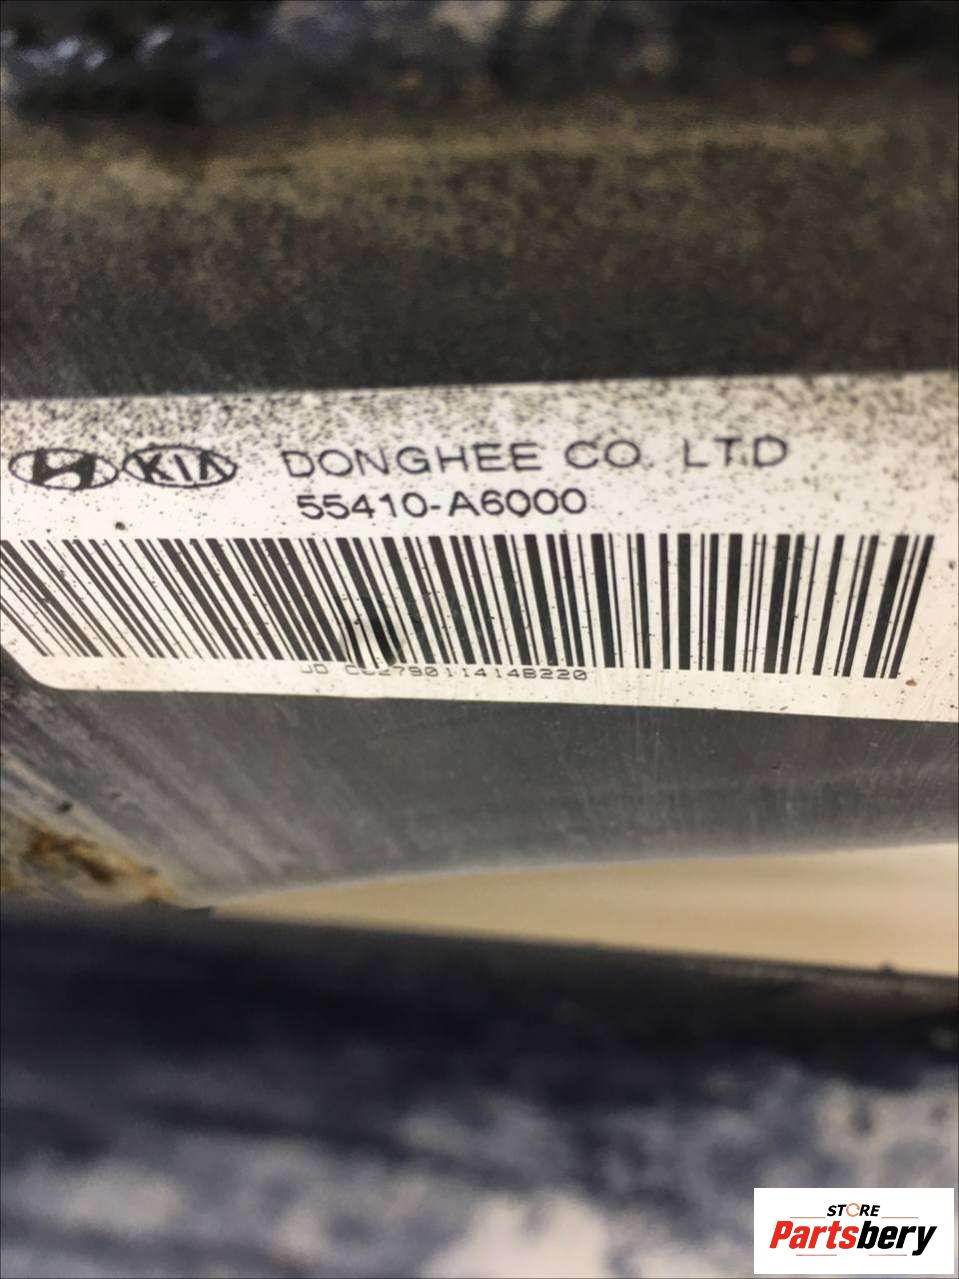 KIA DONGHEE CO. LTD
55410-A6000
STORE
Partsbery